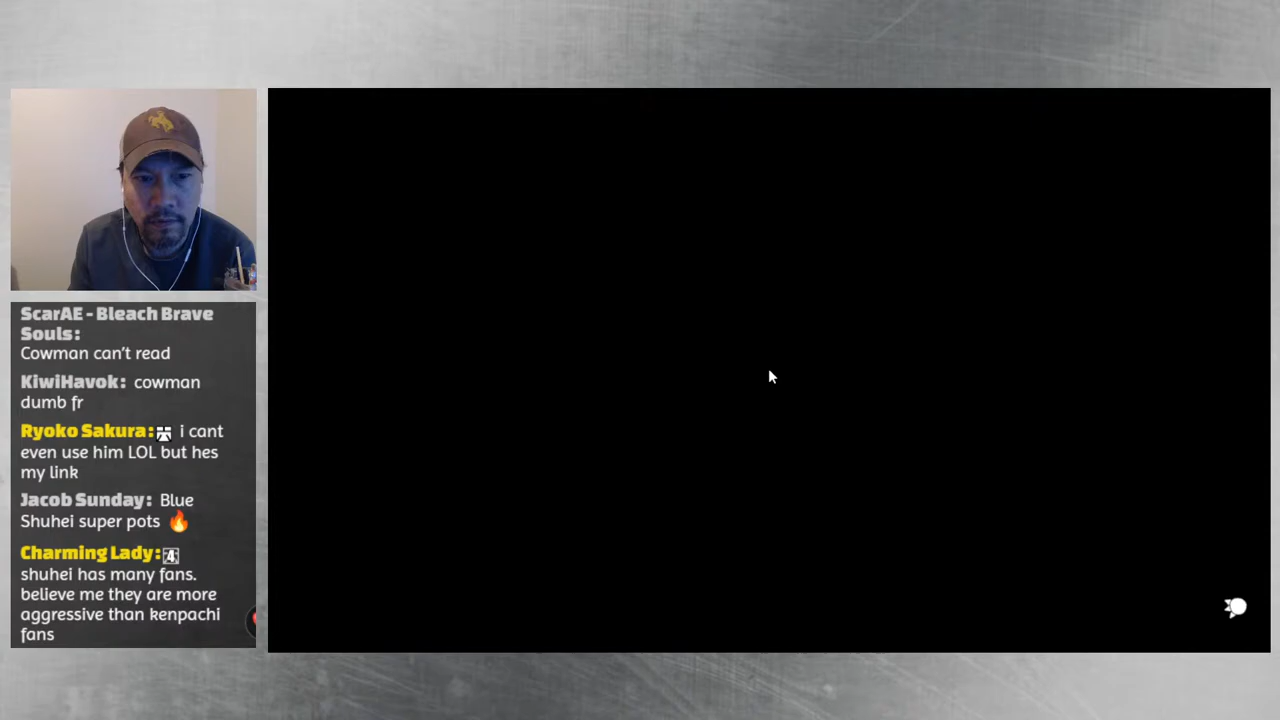 ScarAE - Bleach Brave
Souls:
Cowman can't read
KiwiHavok: cowman
dumb fr
Ryoko Sakura: i cant
even use him LOL but hes
my link
Jacob Sunday: Blue
Shuhei super pots 🔥
Charming Lady: 4
shuhei has many fans.
believe me they are more
aggressive than kenpachi
fans